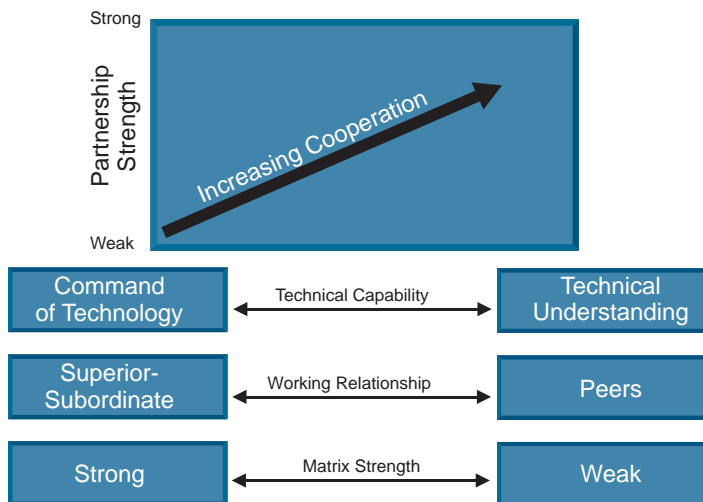 Strong
Partnership
Strength
Increasing Cooperation
Weak
Command
of Technology
Technical Capability
Technical
Understanding
Superior-
Subordinate
Working Relationship
Peers
Strong
Matrix Strength
Weak